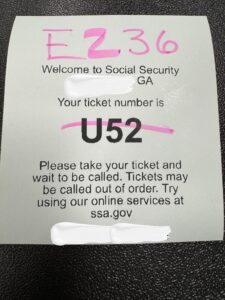 E236
Welcome to Social Security
GA
Your ticket number is
U52
Please take your ticket and
wait to be called. Tickets may
be called out of order. Try
using our online services at
ssa.gov